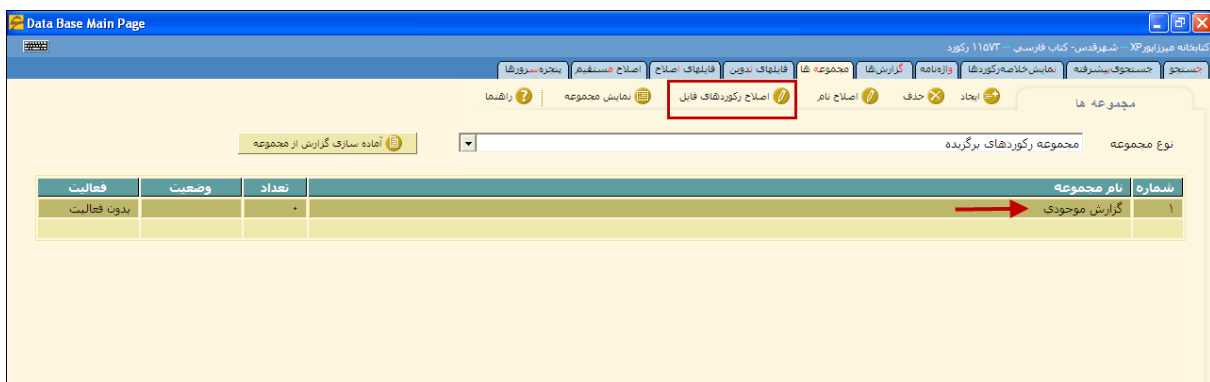 Data Base Main Page
کتابخانه میرزاپورXP -- شهرقدس- کتاب فارسي -- ۱۱۵۷۳ رکورد
جستجو جستجوی‌پیشرفته نمایش‌خلاصه‌رکوردها واژه‌نامه گزارش‌ها مجموعه ها فایلهای تدوین فایلهای اصلاح اصلاح مستقیم پنجره‌سرورها
مجموعه ها ایجاد حذف اصلاح نام اصلاح رکوردهای فایل نمایش مجموعه راهنما
نوع مجموعه مجموعه رکوردهای برگزیده آماده سازی گزارش از مجموعه
شماره نام مجموعه تعداد وضعیت فعالیت
۱ گزارش موجودي ۰ بدون فعالیت